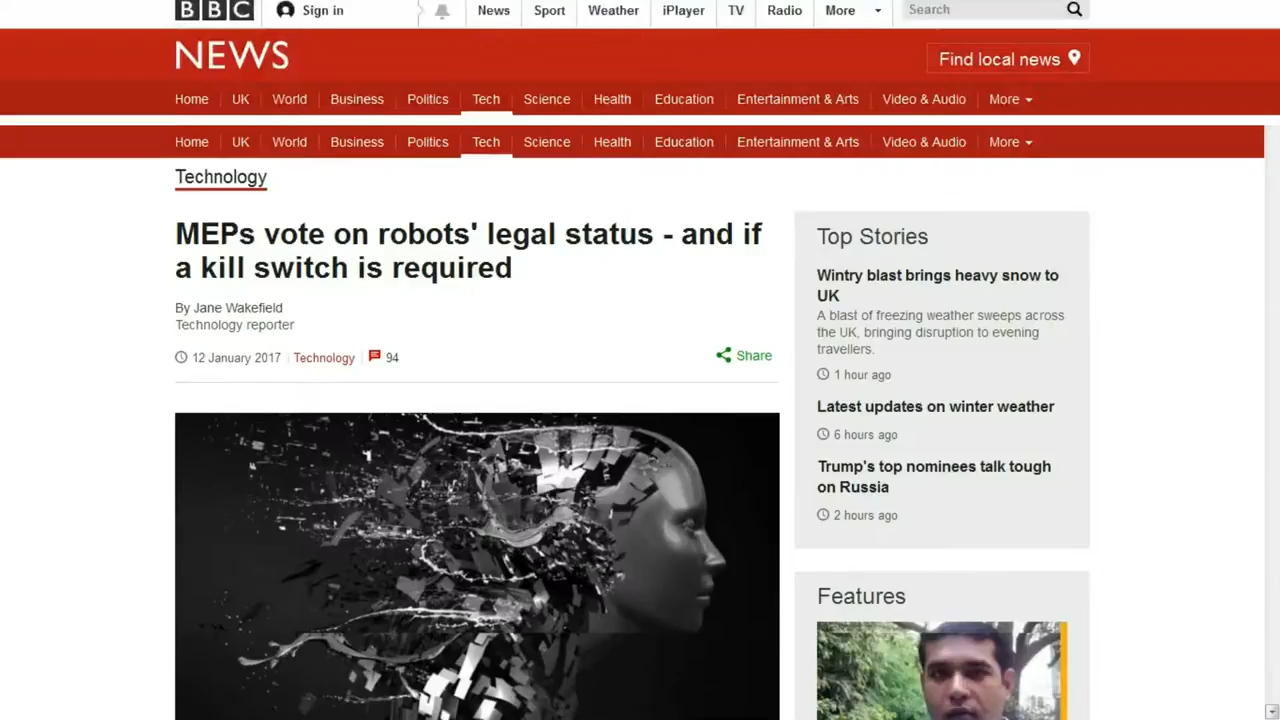 BBC Sign in News Sport Weather iPlayer TV Radio More Search
NEWS Find local news
Home UK World Business Politics Tech Science Health Education Entertainment & Arts Video & Audio More
Home UK World Business Politics Tech Science Health Education Entertainment & Arts Video & Audio More
Technology
MEPs vote on robots' legal status - and if
a kill switch is required
By Jane Wakefield
Technology reporter
12 January 2017 Technology 94
Share
Top Stories
Wintry blast brings heavy snow to
UK
A blast of freezing weather sweeps across
the UK, bringing disruption to evening
travellers.
1 hour ago
Latest updates on winter weather
6 hours ago
Trump's top nominees talk tough
on Russia
2 hours ago
Features